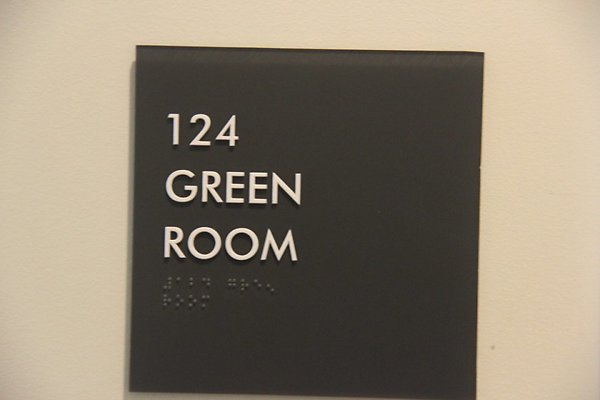 124
GREEN
ROOM
⠼⠁⠃⠙ ⠛⠗⠑⠢
⠗⠕⠕⠍